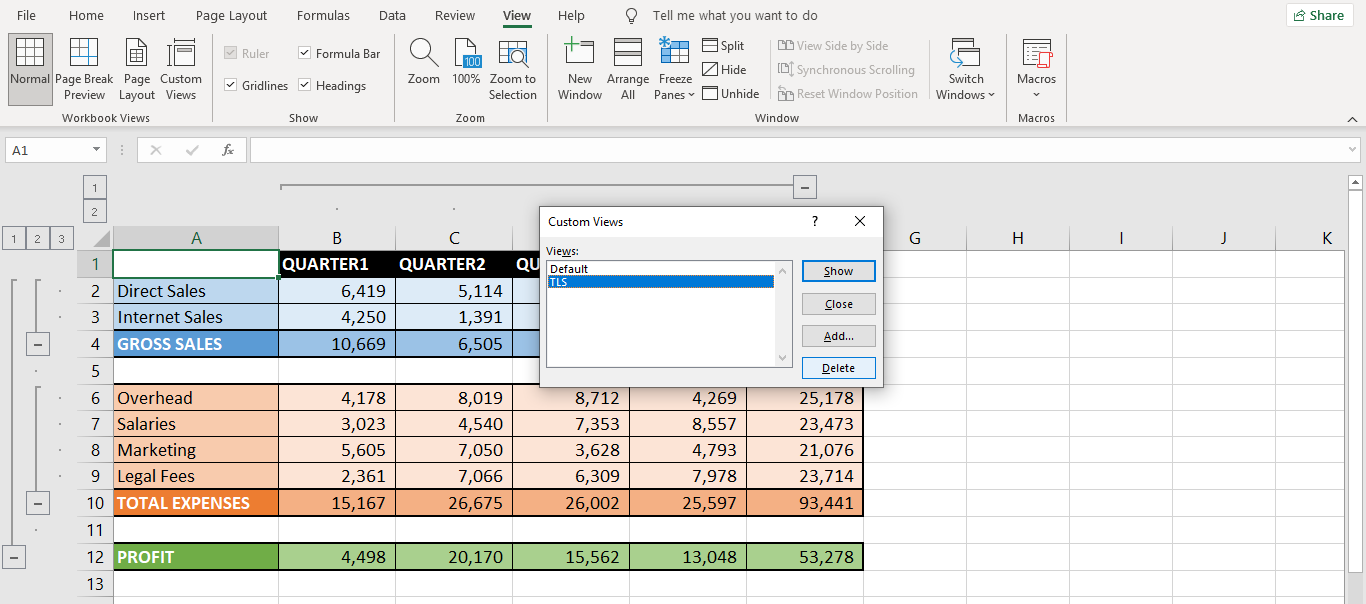 File Home Insert Page Layout Formulas Data Review View Help Tell me what you want to do Share
Normal Page Break Preview Page Layout Custom Views
Workbook Views
Ruler Formula Bar
Gridlines Headings
Show
Zoom 100% Zoom to Selection
100
Zoom
New Window Arrange All Freeze Panes
Split
Hide
Unhide
View Side by Side
Synchronous Scrolling
Reset Window Position
Switch Windows
Window
Macros
Macros
A1 fx
1
2
1 2 3
A B C G H I J K
Custom Views ?
Views:
Default
TLS
Show
Close
Add...
Delete
1 QUARTER1 QUARTER2 QU
2 Direct Sales 6,419 5,114
3 Internet Sales 4,250 1,391
4 GROSS SALES 10,669 6,505
5
6 Overhead 4,178 8,019 8,712 4,269 25,178
7 Salaries 3,023 4,540 7,353 8,557 23,473
8 Marketing 5,605 7,050 3,628 4,793 21,076
9 Legal Fees 2,361 7,066 6,309 7,978 23,714
10 TOTAL EXPENSES 15,167 26,675 26,002 25,597 93,441
11
12 PROFIT 4,498 20,170 15,562 13,048 53,278
13